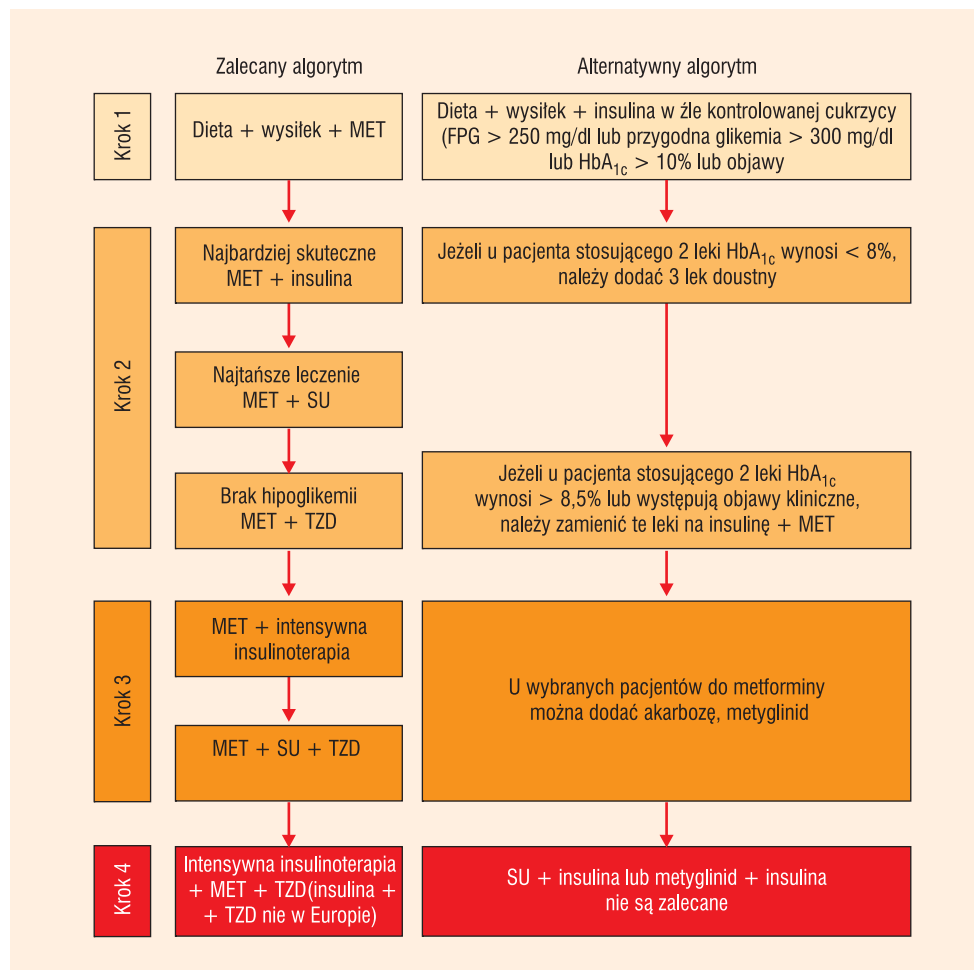 Zalecany algorytm
Alternatywny algorytm
Krok 1
Dieta + wysiłek + MET
Dieta + wysiłek + insulina w źle kontrolowanej cukrzycy
(FPG > 250 mg/dl lub przygodna glikemia > 300 mg/dl
lub HbA1c > 10% lub objawy
Krok 2
Najbardziej skuteczne
MET + insulina
Jeżeli u pacjenta stosującego 2 leki HbA1c wynosi < 8%,
należy dodać 3 lek doustny
Najtańsze leczenie
MET + SU
Brak hipoglikemii
MET + TZD
Jeżeli u pacjenta stosującego 2 leki HbA1c
wynosi > 8,5% lub występują objawy kliniczne,
należy zamienić te leki na insulinę + MET
Krok 3
MET + intensywna
insulinoterapia
MET + SU + TZD
U wybranych pacjentów do metforminy
można dodać akarbozę, metyglinid
Krok 4
Intensywna insulinoterapia
+ MET + TZD(insulina +
+ TZD nie w Europie)
SU + insulina lub metyglinid + insulina
nie są zalecane